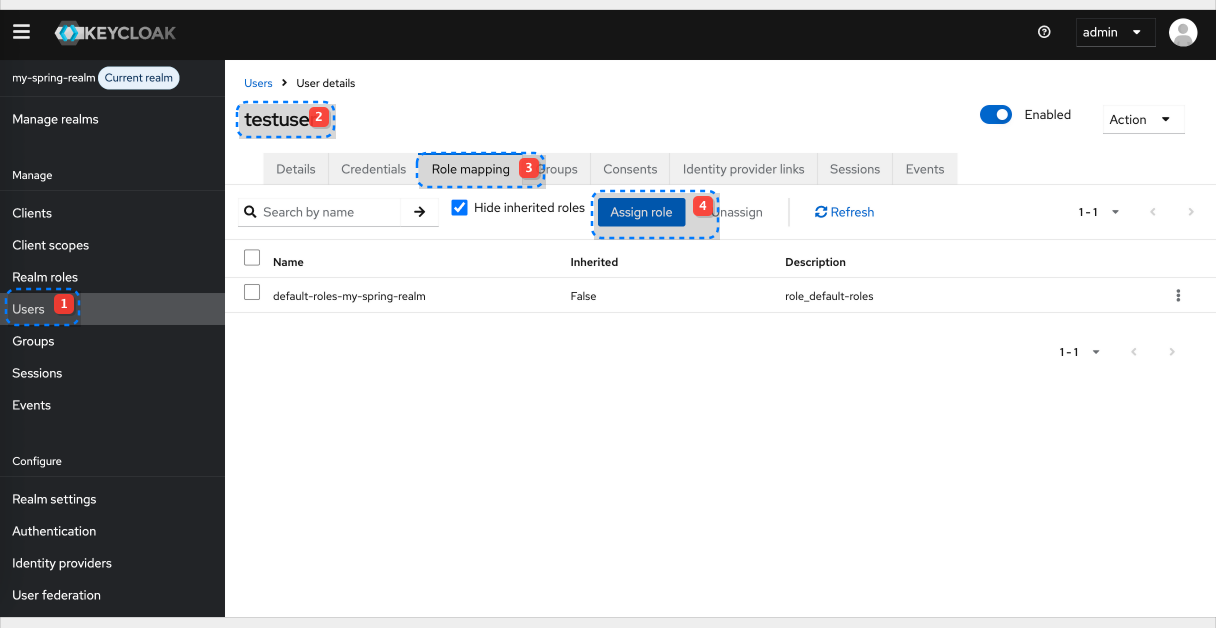 KEYCLOAK
admin
my-spring-realm Current realm
Manage realms
Manage
Clients
Client scopes
Realm roles
Users 1
Groups
Sessions
Events
Configure
Realm settings
Authentication
Identity providers
User federation
Users > User details
testuse 2
Enabled
Action
Details Credentials Role mapping 3 Groups Consents Identity provider links Sessions Events
Search by name Hide inherited roles Assign role 4 Unassign Refresh 1-1
Name Inherited Description
default-roles-my-spring-realm False role_default-roles
1-1